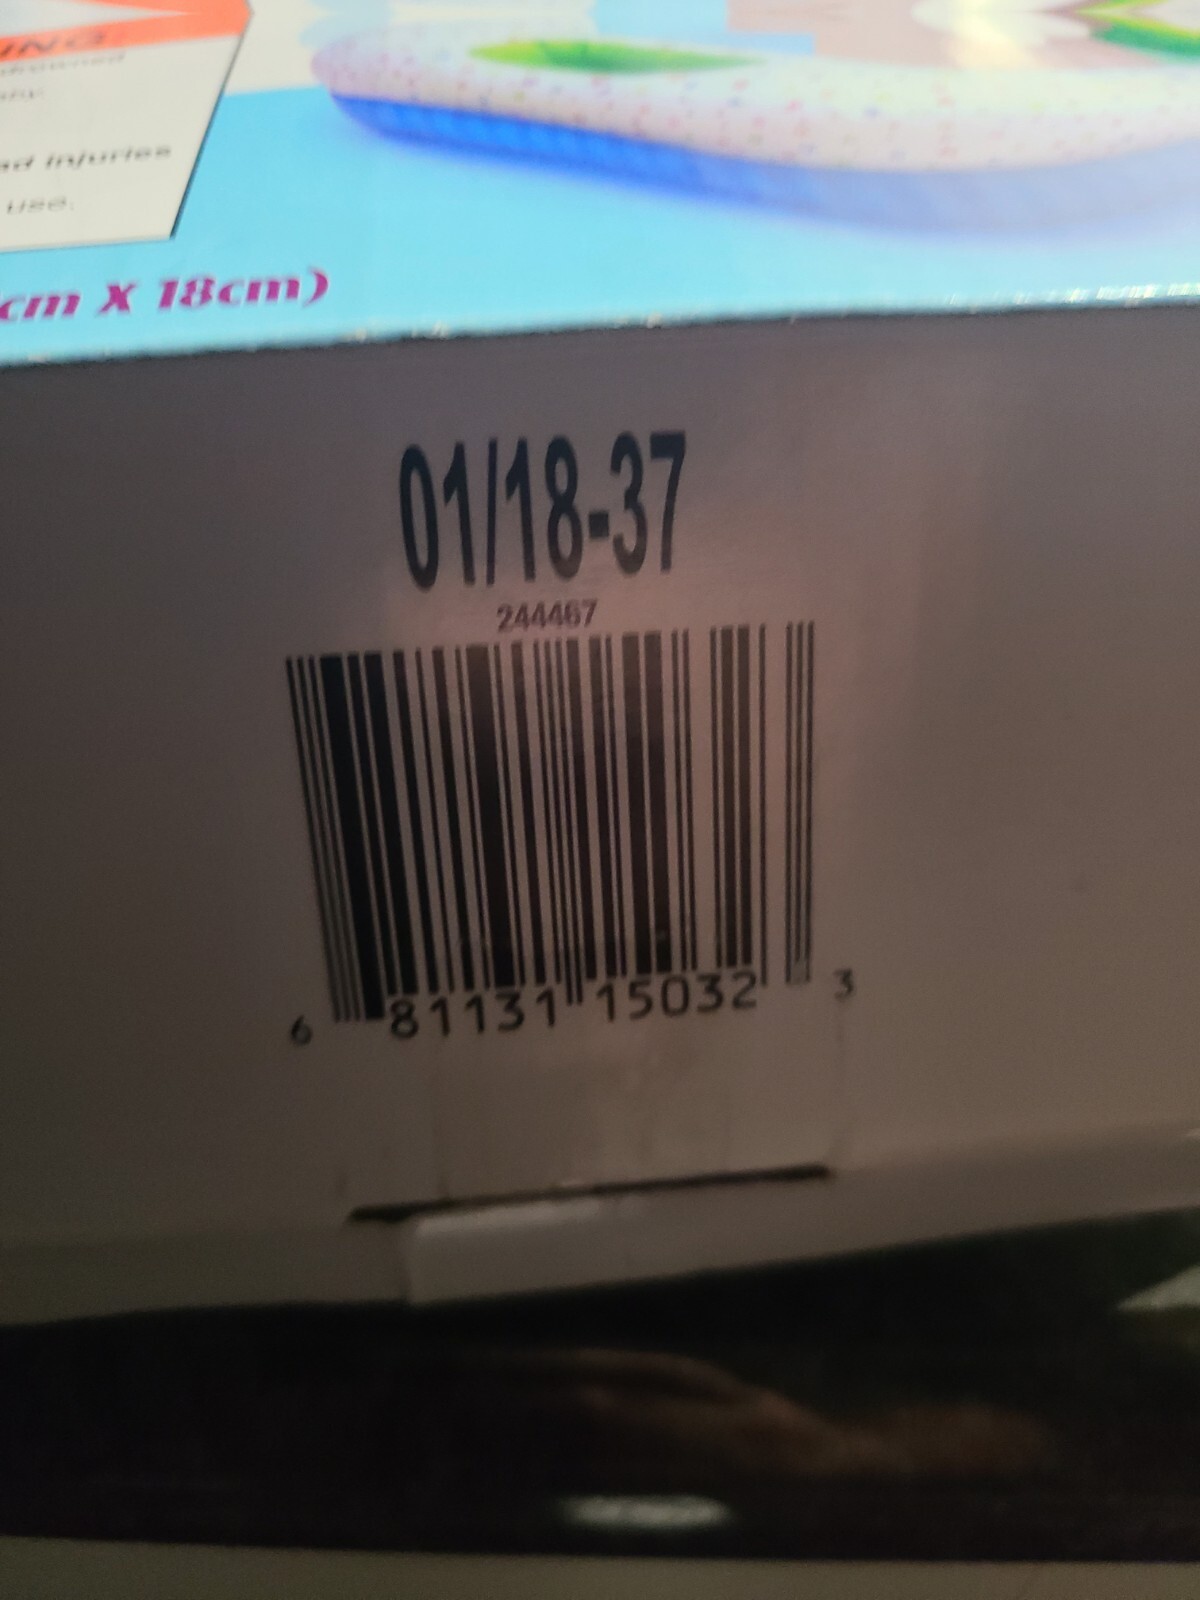 injuries
use.
cm X 18cm)
01/18-37
244467
6 81131 15032 3